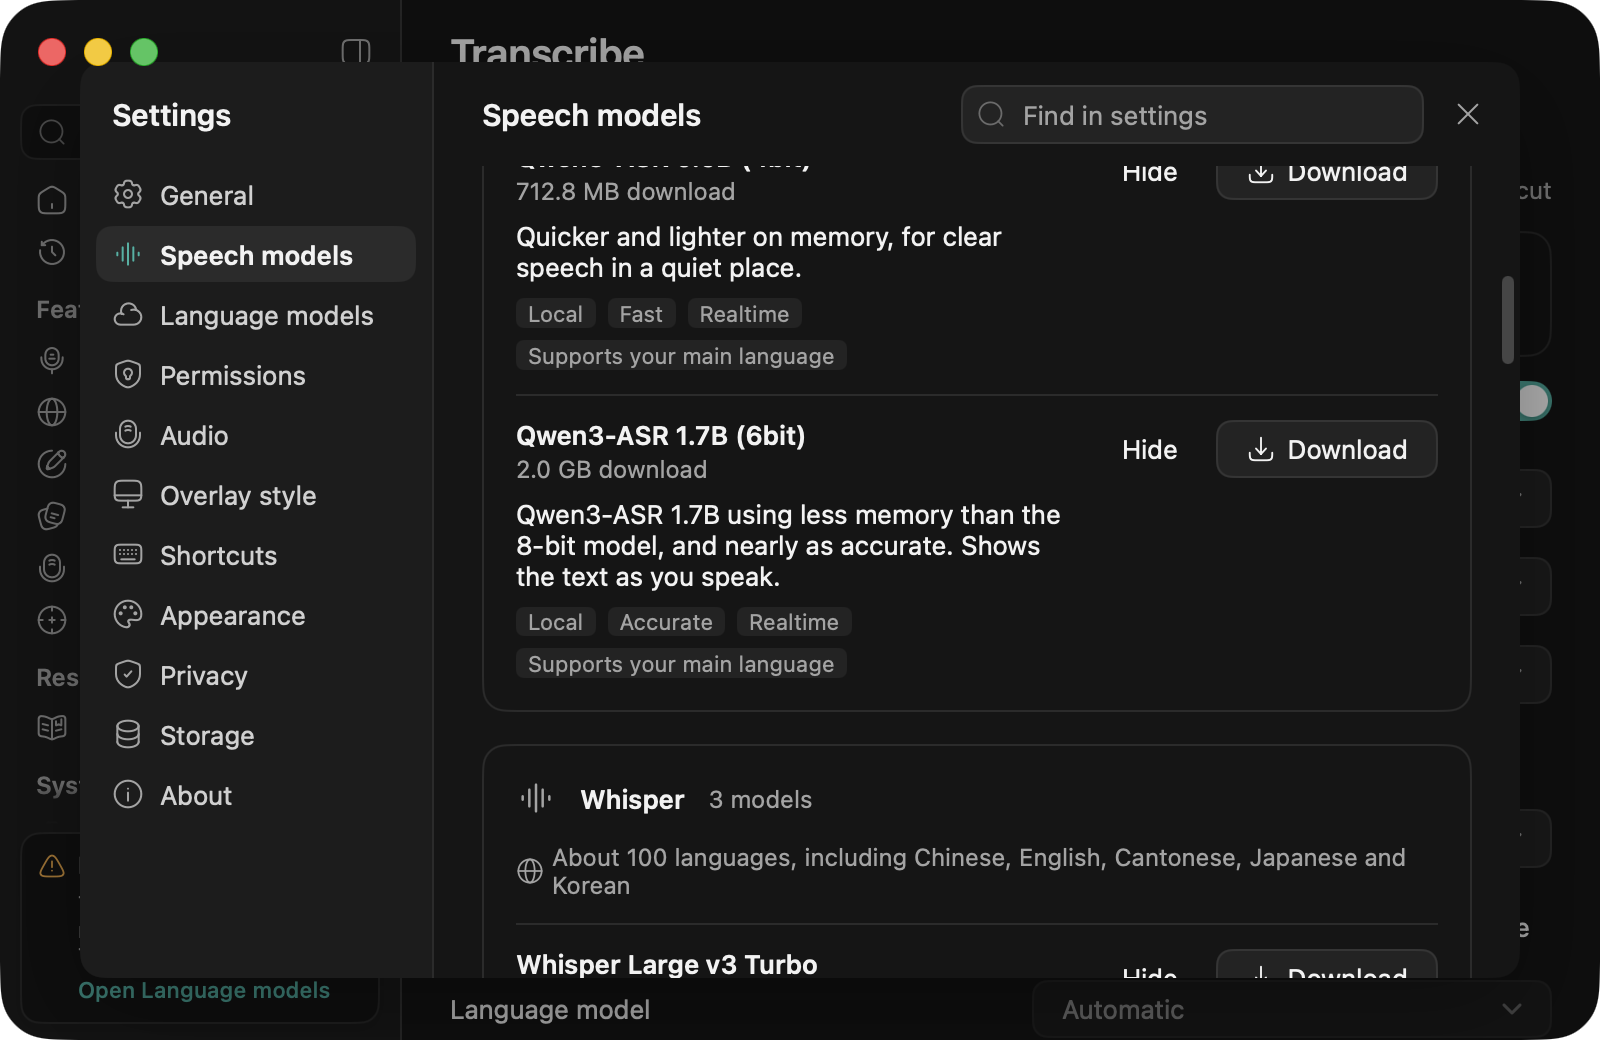 Transcribe
Settings
General
Speech models
Language models
Permissions
Audio
Overlay style
Shortcuts
Appearance
Privacy
Storage
About
Speech models
Find in settings
Hide
Download
712.8 MB download
Quicker and lighter on memory, for clear
speech in a quiet place.
Local
Fast
Realtime
Supports your main language
Qwen3-ASR 1.7B (6bit)
Hide
Download
2.0 GB download
Qwen3-ASR 1.7B using less memory than the
8-bit model, and nearly as accurate. Shows
the text as you speak.
Local
Accurate
Realtime
Supports your main language
Whisper 3 models
About 100 languages, including Chinese, English, Cantonese, Japanese and
Korean
Whisper Large v3 Turbo
Hide
Download
Open Language models
Language model
Automatic